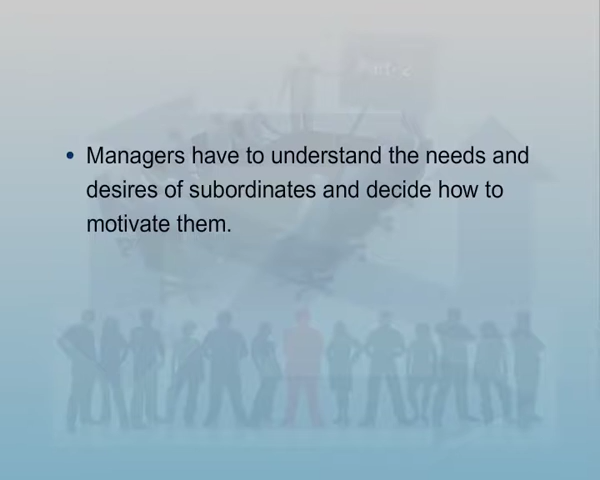 • Managers have to understand the needs and
desires of subordinates and decide how to
motivate them.